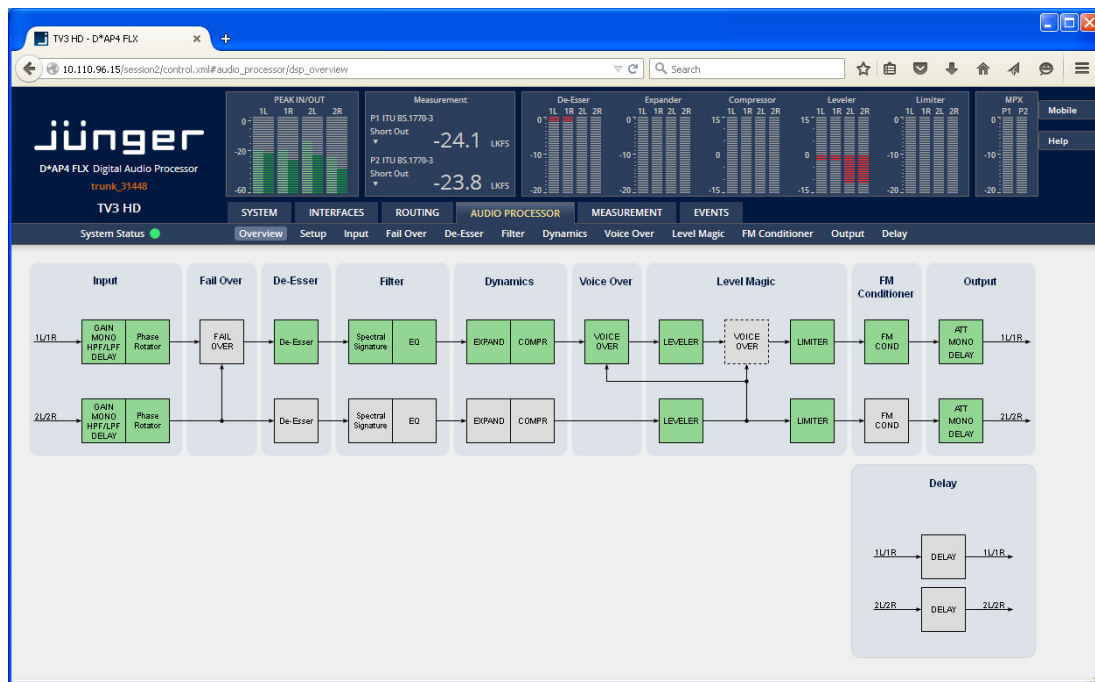 TV3 HD - D*AP4 FLX
10.110.96.15/session2/control.xml#audio_processor/dsp_overview
Search
jünger
D*AP4 FLX Digital Audio Processor
trunk_31448
TV3 HD
System Status
PEAK IN/OUT
1L 1R 2L 2R
0
-20
-60
Measurement
P1 ITU BS.1770-3
Short Out
-24.1 LKFS
P2 ITU BS.1770-3
Short Out
-23.8 LKFS
De-Esser
1L 1R 2L 2R
0
-10
-20
Expander
1L 1R 2L 2R
0
-10
-20
Compressor
1L 1R 2L 2R
15
0
-15
Leveler
1L 1R 2L 2R
15
0
-15
Limiter
1L 1R 2L 2R
0
-10
-20
MPX
P1 P2
0
-10
-20
Mobile
Help
SYSTEM INTERFACES ROUTING AUDIO PROCESSOR MEASUREMENT EVENTS
Overview Setup Input Fail Over De-Esser Filter Dynamics Voice Over Level Magic FM Conditioner Output Delay
Input
Fail Over
De-Esser
Filter
Dynamics
Voice Over
Level Magic
FM
Conditioner
Output
1L/1R
GAIN
MONO
HPF/LPF
DELAY
Phase
Rotator
FAIL
OVER
De-Esser
Spectral
Signature
EQ
EXPAND
COMPR
VOICE
OVER
LEVELER
VOICE
OVER
LIMITER
FM
COND
ATT
MONO
DELAY
1L/1R
2L/2R
GAIN
MONO
HPF/LPF
DELAY
Phase
Rotator
De-Esser
Spectral
Signature
EQ
EXPAND
COMPR
LEVELER
LIMITER
FM
COND
ATT
MONO
DELAY
2L/2R
Delay
1L/1R
DELAY
1L/1R
2L/2R
DELAY
2L/2R